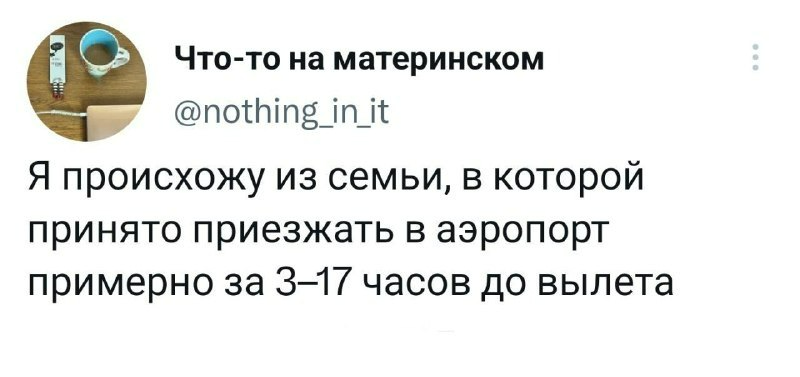 Что-то на материнском
@nothing_in_it
Я происхожу из семьи, в которой
принято приезжать в аэропорт
примерно за 3–17 часов до вылета